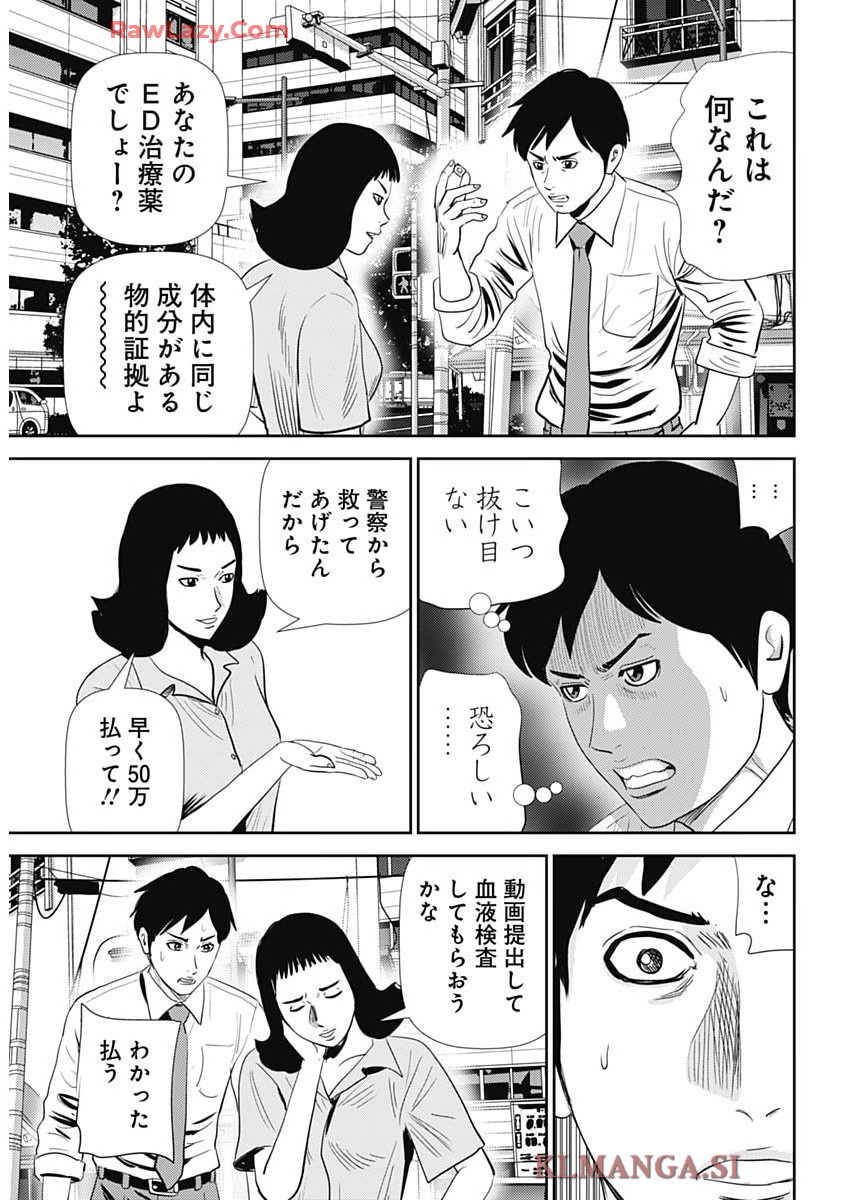 RawLazy.Com
これは
何なんだ?
あなたの
ED治療薬
でしょー?
体内に同じ
成分がある
物的証拠よ
……
こいつ
抜け目
ない
恐ろしい
……
警察から
救って
あげたん
だから
早く50万
払って!!
な…
動画提出して
血液検査
してもらおう
かな
わかった
払う
KLMANGA.SI